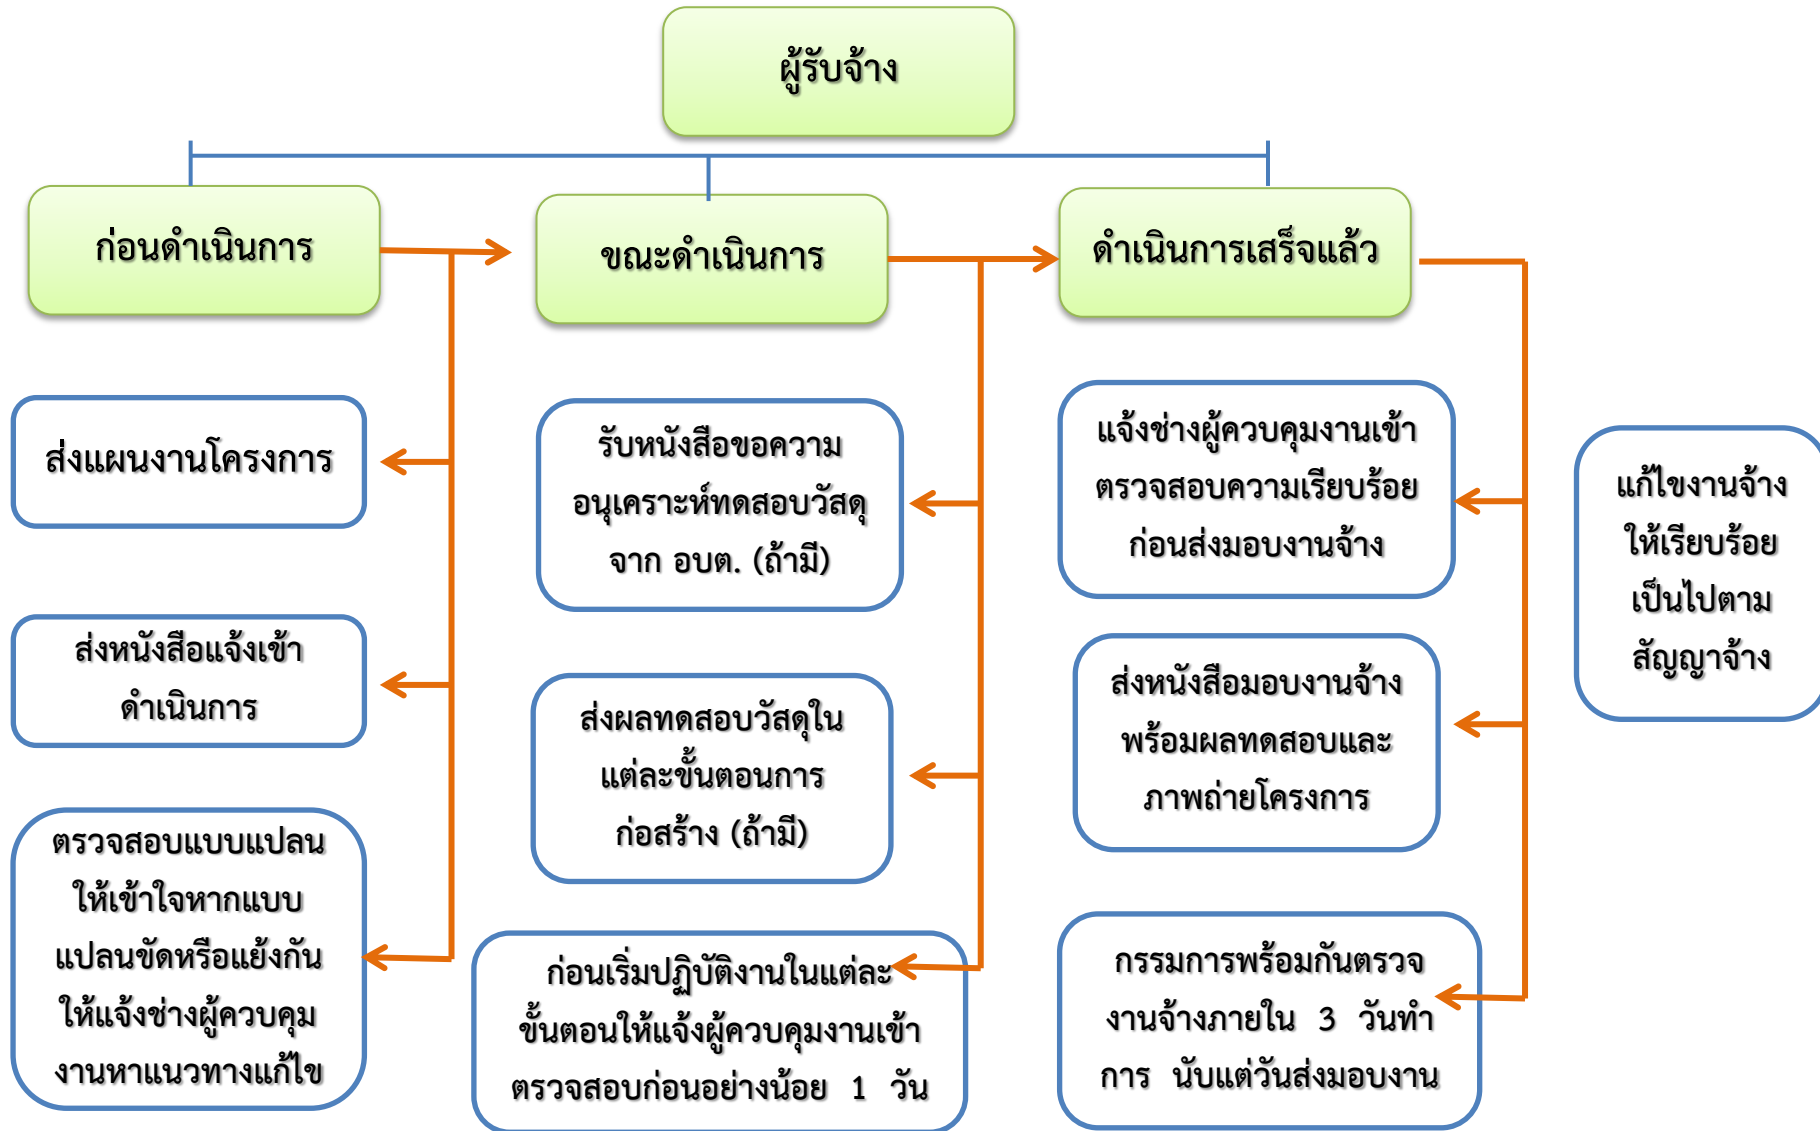 ผู้รับจ้าง
ก่อนดำเนินการ
ขณะดำเนินการ
ดำเนินการเสร็จแล้ว
ส่งแผนงานโครงการ
ส่งหนังสือแจ้งเข้า
ดำเนินการ
ตรวจสอบแบบแปลน
ให้เข้าใจหากแบบ
แปลนขัดหรือแย้งกัน
ให้แจ้งช่างผู้ควบคุม
งานหาแนวทางแก้ไข
รับหนังสือขอความ
อนุเคราะห์ทดสอบวัสดุ
จาก อบต. (ถ้ามี)
ส่งผลทดสอบวัสดุใน
แต่ละขั้นตอนการ
ก่อสร้าง (ถ้ามี)
ก่อนเริ่มปฏิบัติงานในแต่ละ
ขั้นตอนให้แจ้งผู้ควบคุมงานเข้า
ตรวจสอบก่อนอย่างน้อย 1 วัน
แจ้งช่างผู้ควบคุมงานเข้า
ตรวจสอบความเรียบร้อย
ก่อนส่งมอบงานจ้าง
ส่งหนังสือมอบงานจ้าง
พร้อมผลทดสอบและ
ภาพถ่ายโครงการ
กรรมการพร้อมกันตรวจ
งานจ้างภายใน 3 วันทำ
การ นับแต่วันส่งมอบงาน
แก้ไขงานจ้าง
ให้เรียบร้อย
เป็นไปตาม
สัญญาจ้าง